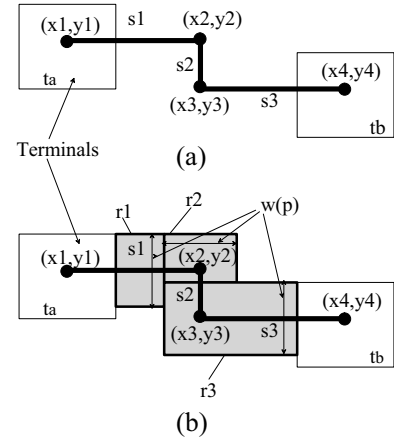 (x1,y1) s1 (x2,y2)
s2 (x4,y4)
(x3,y3) s3
ta tb
Terminals
(a)
r1 r2 w(p)
(x1,y1) s1 (x2,y2)
s2 (x4,y4)
(x3,y3) s3
ta tb
r3
(b)